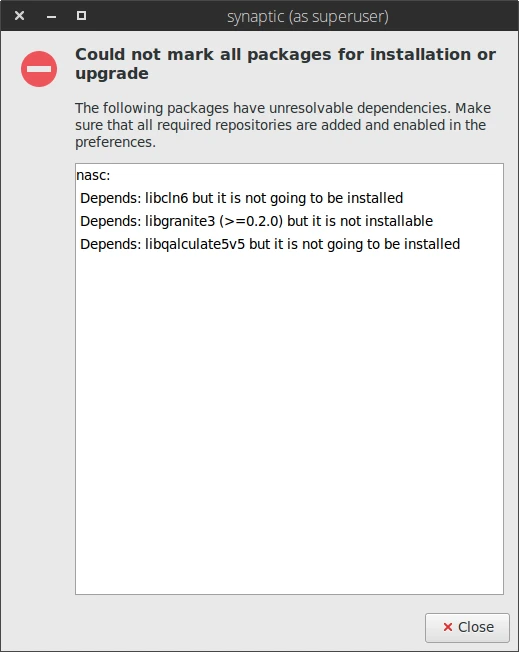 synaptic (as superuser)
Could not mark all packages for installation or
upgrade
The following packages have unresolvable dependencies. Make
sure that all required repositories are added and enabled in the
preferences.
nasc:
Depends: libcln6 but it is not going to be installed
Depends: libgranite3 (>=0.2.0) but it is not installable
Depends: libqalculate5v5 but it is not going to be installed
Close